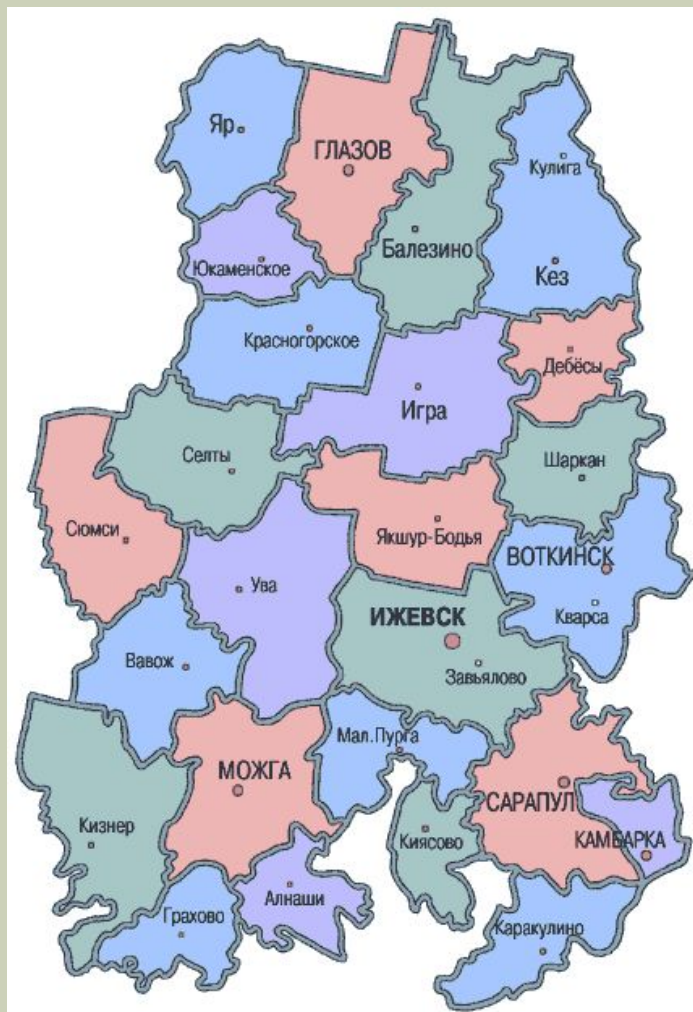 Яр
ГЛАЗОВ
Кулига
Балезино
Юкаменское
Кез
Красногорское
Дебёсы
Игра
Селты
Шаркан
Сюмси
Якшур-Бодья
ВОТКИНСК
Ува
Кварса
ИЖЕВСК
Вавож
Завьялово
Мал.Пурга
МОЖГА
САРАПУЛ
Кизнер
Киясово
КАМБАРКА
Алнаши
Грахово
Каракулино